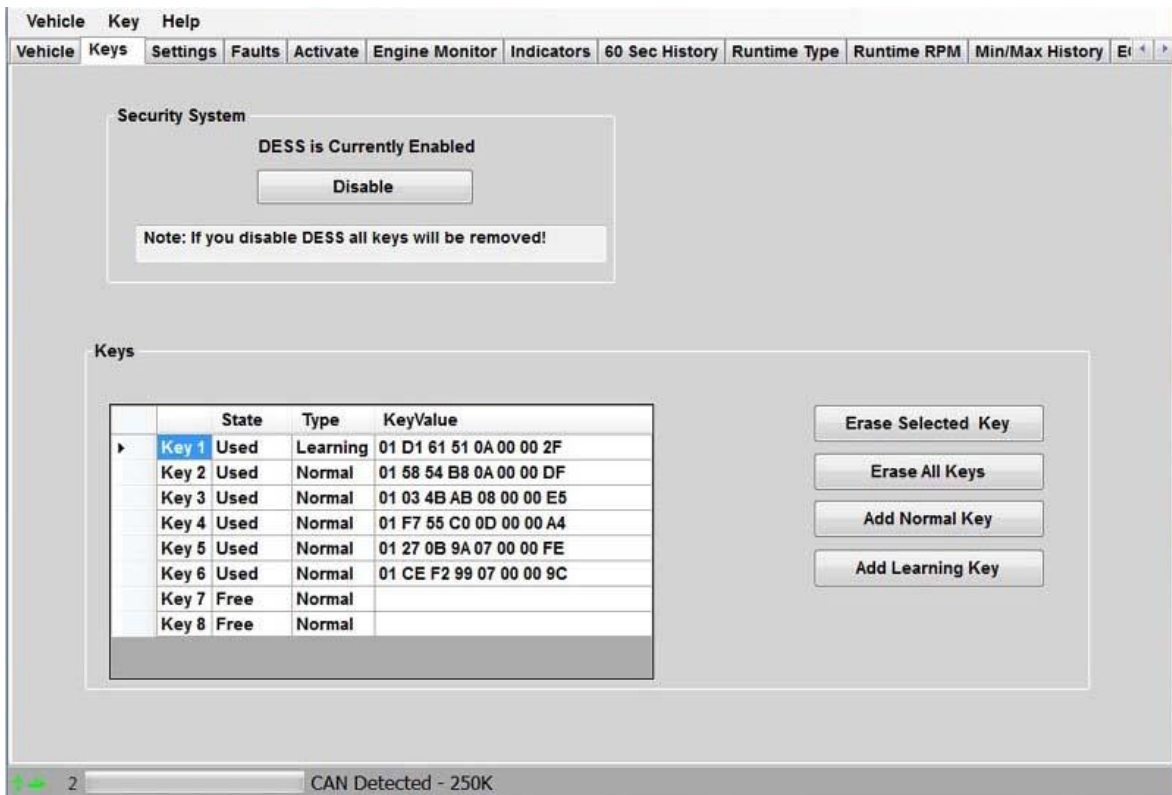 Vehicle Key Help
Vehicle Keys Settings Faults Activate Engine Monitor Indicators 60 Sec History Runtime Type Runtime RPM Min/Max History
Security System
DESS is Currently Enabled
Disable
Note: If you disable DESS all keys will be removed!
Keys
State Type KeyValue
Key 1 Used Learning 01 D1 61 51 0A 00 00 2F
Key 2 Used Normal 01 58 54 B8 0A 00 00 DF
Key 3 Used Normal 01 03 4B AB 08 00 00 E5
Key 4 Used Normal 01 F7 55 C0 0D 00 00 A4
Key 5 Used Normal 01 27 0B 9A 07 00 00 FE
Key 6 Used Normal 01 CE F2 99 07 00 00 9C
Key 7 Free Normal
Key 8 Free Normal
Erase Selected Key
Erase All Keys
Add Normal Key
Add Learning Key
2 CAN Detected - 250K